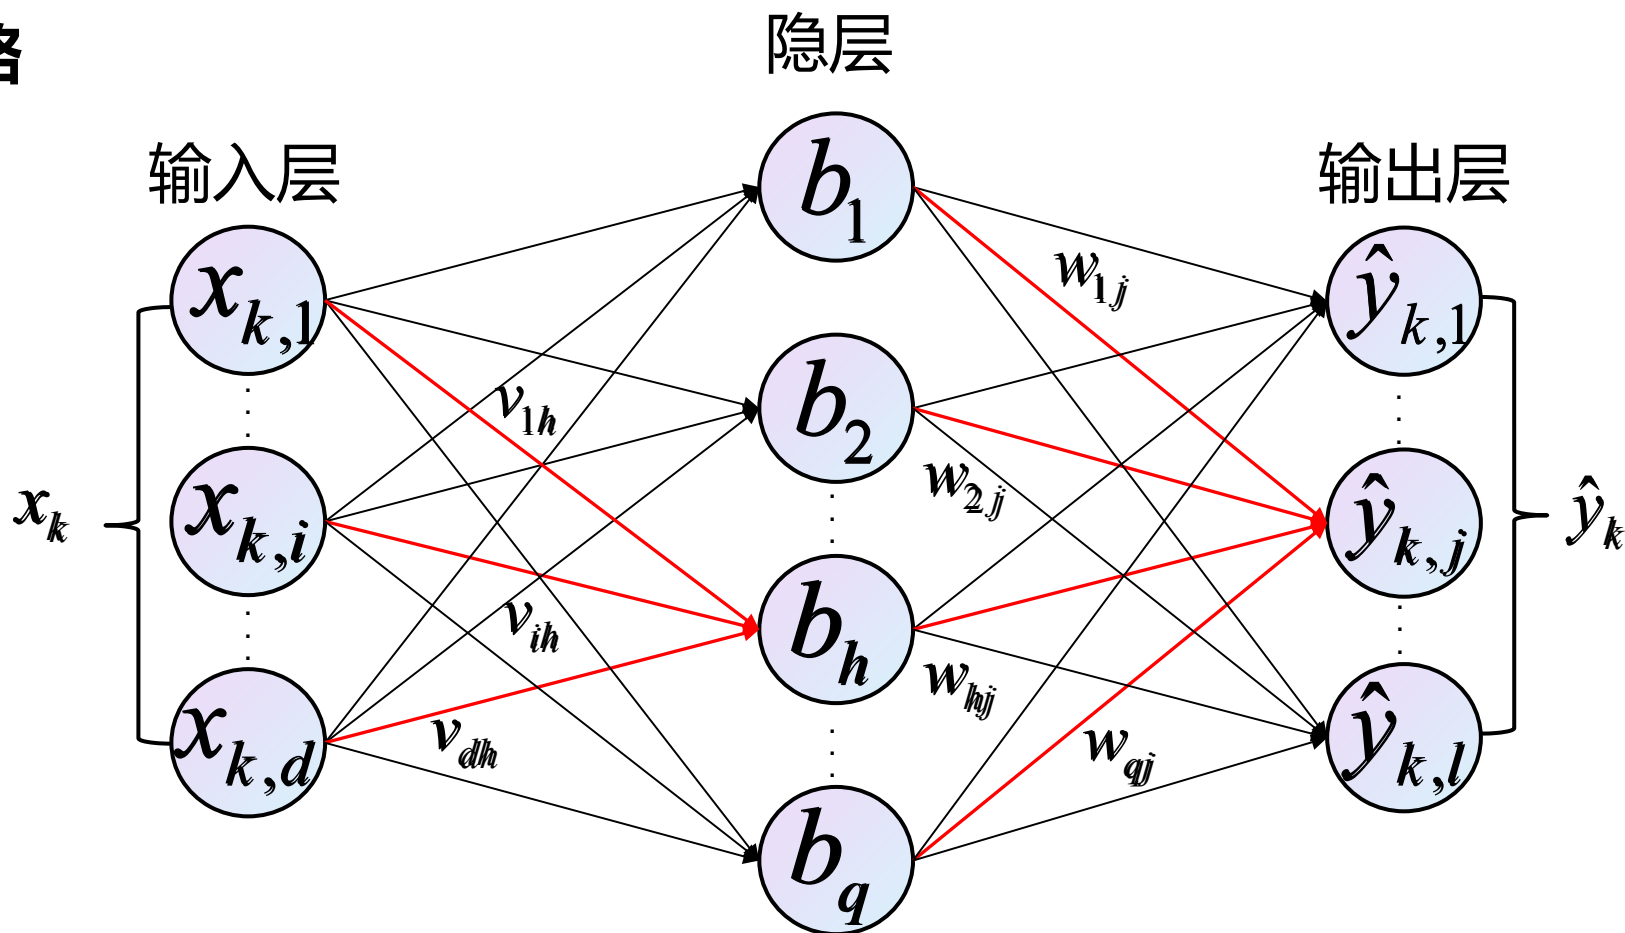 络
隐层
输入层
输出层
b_1
x_{k,1}
w_{1j}
ŷ_{k,1}
v_{1h}
b_2
x_k
x_{k,i}
w_{2j}
ŷ_{k,j}
ŷ_k
v_{ih}
b_h
w_{hj}
x_{k,d}
v_{dh}
w_{qj}
ŷ_{k,l}
b_q